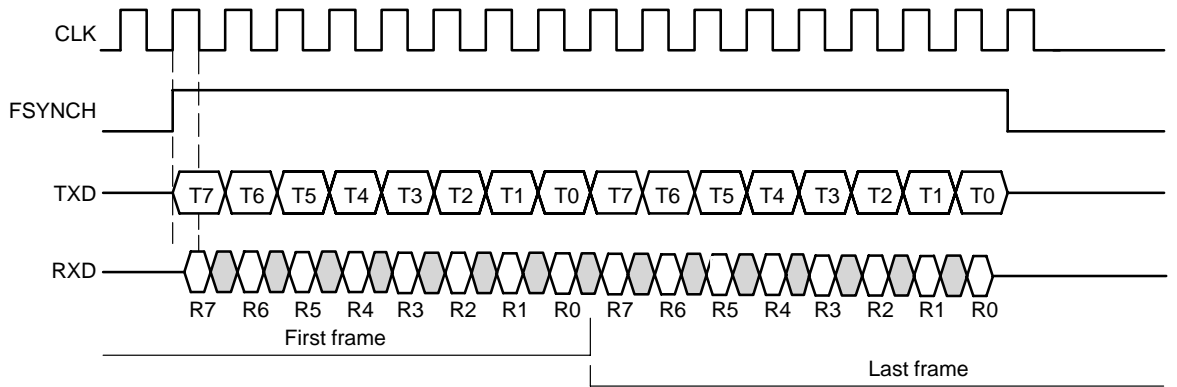 CLK
FSYNCH
TXD T7 T6 T5 T4 T3 T2 T1 T0 T7 T6 T5 T4 T3 T2 T1 T0
RXD
R7 R6 R5 R4 R3 R2 R1 R0 R7 R6 R5 R4 R3 R2 R1 R0
First frame
Last frame